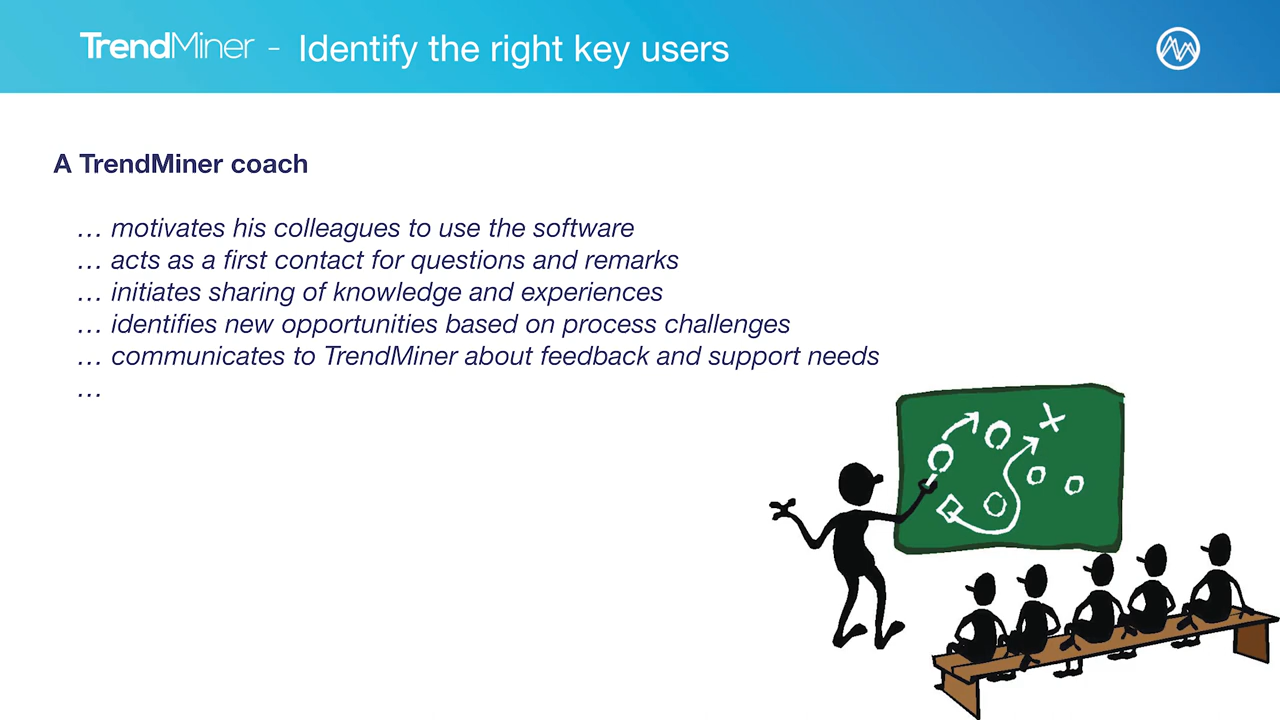 TrendMiner - Identify the right key users
A TrendMiner coach
… motivates his colleagues to use the software
… acts as a first contact for questions and remarks
… initiates sharing of knowledge and experiences
… identifies new opportunities based on process challenges
… communicates to TrendMiner about feedback and support needs
…